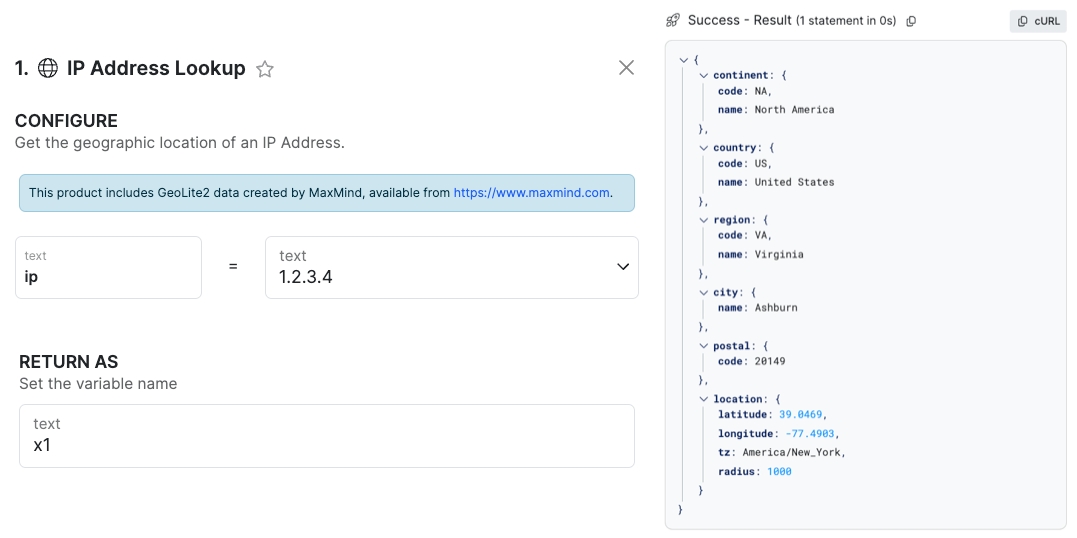 1. IP Address Lookup
CONFIGURE
Get the geographic location of an IP Address.
This product includes GeoLite2 data created by MaxMind, available from https://www.maxmind.com.
text
ip
=
text
1.2.3.4
RETURN AS
Set the variable name
text
x1
Success - Result (1 statement in 0s)
cURL
{
continent: {
code: NA,
name: North America
},
country: {
code: US,
name: United States
},
region: {
code: VA,
name: Virginia
},
city: {
name: Ashburn
},
postal: {
code: 20149
},
location: {
latitude: 39.0469,
longitude: -77.4903,
tz: America/New_York,
radius: 1000
}
}